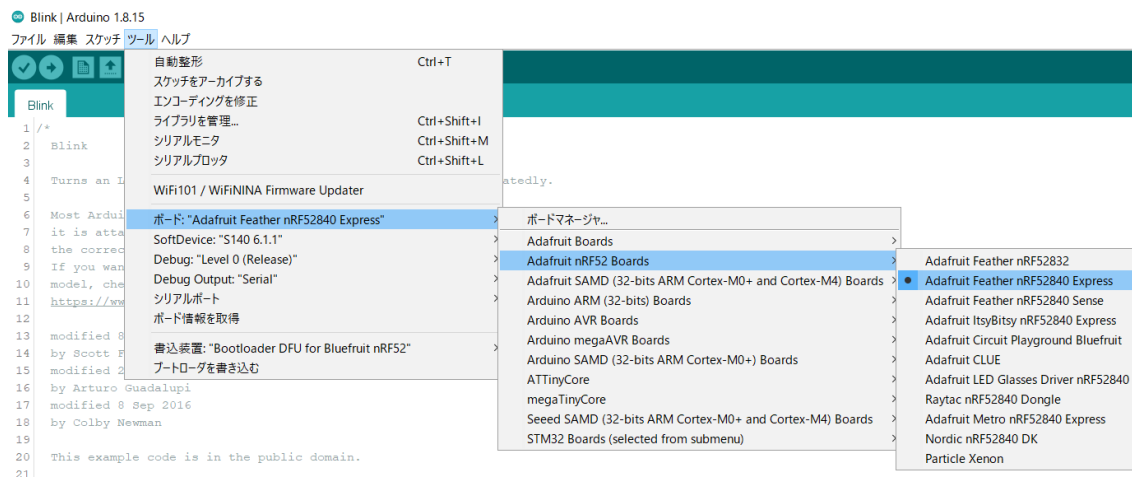 Blink | Arduino 1.8.15
ファイル 編集 スケッチ ツール ヘルプ
自動整形 Ctrl+T
スケッチをアーカイブする
エンコーディングを修正
ライブラリを管理... Ctrl+Shift+I
シリアルモニタ Ctrl+Shift+M
シリアルプロッタ Ctrl+Shift+L
WiFi101 / WiFiNINA Firmware Updater
ボード: "Adafruit Feather nRF52840 Express"
SoftDevice: "S140 6.1.1"
Debug: "Level 0 (Release)"
Debug Output: "Serial"
シリアルポート
ボード情報を取得
書込装置: "Bootloader DFU for Bluefruit nRF52"
ブートローダを書き込む
ボードマネージャ...
Adafruit Boards
Adafruit nRF52 Boards
Adafruit SAMD (32-bits ARM Cortex-M0+ and Cortex-M4) Boards
Arduino ARM (32-bits) Boards
Arduino AVR Boards
Arduino megaAVR Boards
Arduino SAMD (32-bits ARM Cortex-M0+) Boards
ATTinyCore
megaTinyCore
Seeed SAMD (32-bits ARM Cortex-M0+ and Cortex-M4) Boards
STM32 Boards (selected from submenu)
Adafruit Feather nRF52832
Adafruit Feather nRF52840 Express
Adafruit Feather nRF52840 Sense
Adafruit ItsyBitsy nRF52840 Express
Adafruit Circuit Playground Bluefruit
Adafruit CLUE
Adafruit LED Glasses Driver nRF52840
Raytac nRF52840 Dongle
Adafruit Metro nRF52840 Express
Nordic nRF52840 DK
Particle Xenon
Blink
1 /*
2 Blink
3
4 Turns an L atedly.
5
6 Most Ardui
7 it is atta
8 the correc
9 If you wan
10 model, che
11 https://ww
12
13 modified 8
14 by Scott F
15 modified 2
16 by Arturo Guadalupi
17 modified 8 Sep 2016
18 by Colby Newman
19
20 This example code is in the public domain.
21